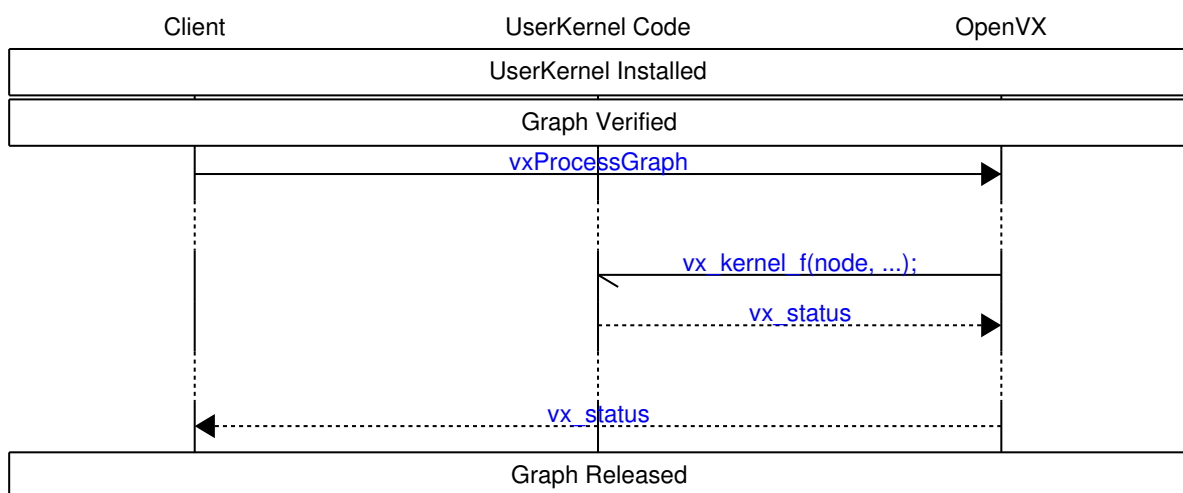 Client UserKernel Code OpenVX
UserKernel Installed
Graph Verified
vxProcessGraph
vx_kernel_f(node, ...);
vx_status
vx_status
Graph Released